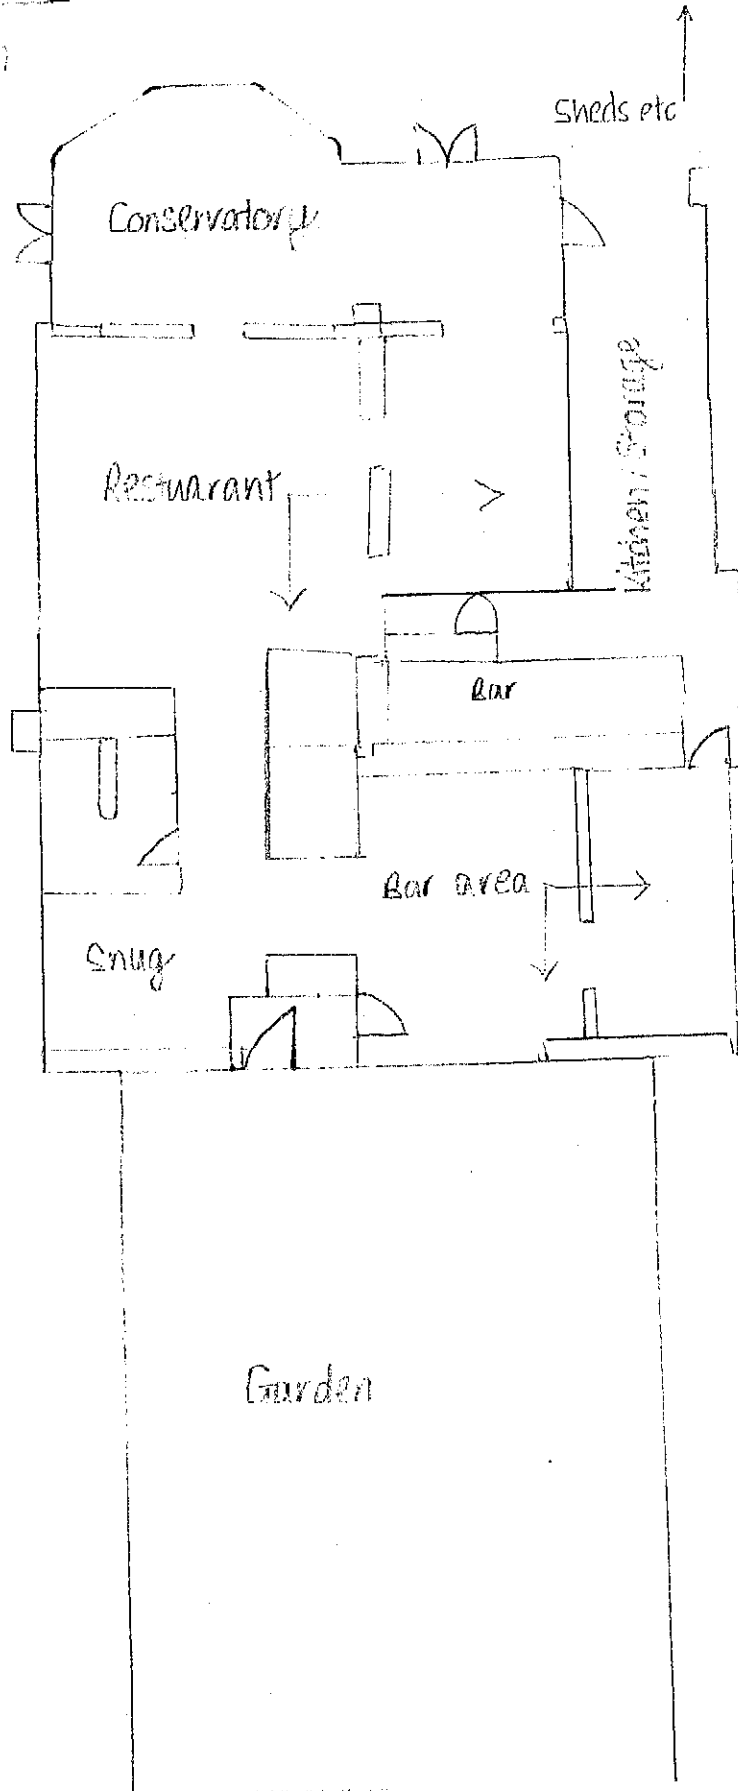 Sheds etc
Conservatory
Kitchen / Storage
Restuarant
Bar
Bar area
Snug
Garden